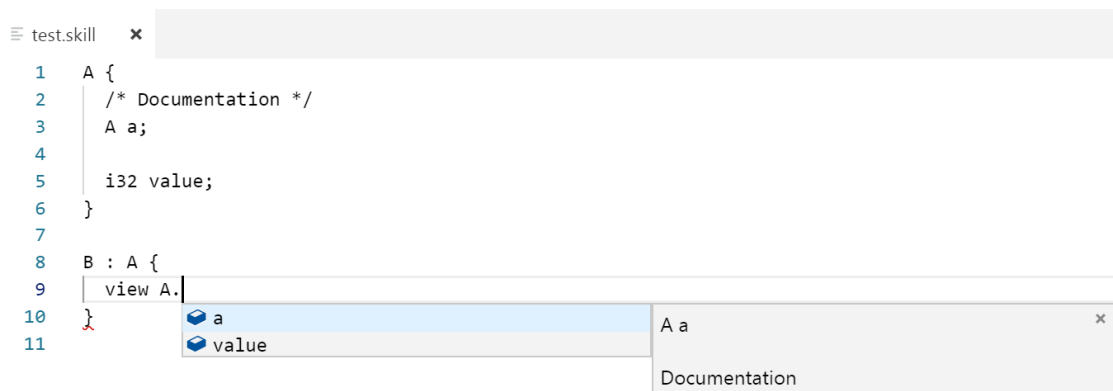 test.skill
1 A {
2 /* Documentation */
3 A a;
4
5 i32 value;
6 }
7
8 B : A {
9 view A.
10 }
11
a
value
A a
Documentation